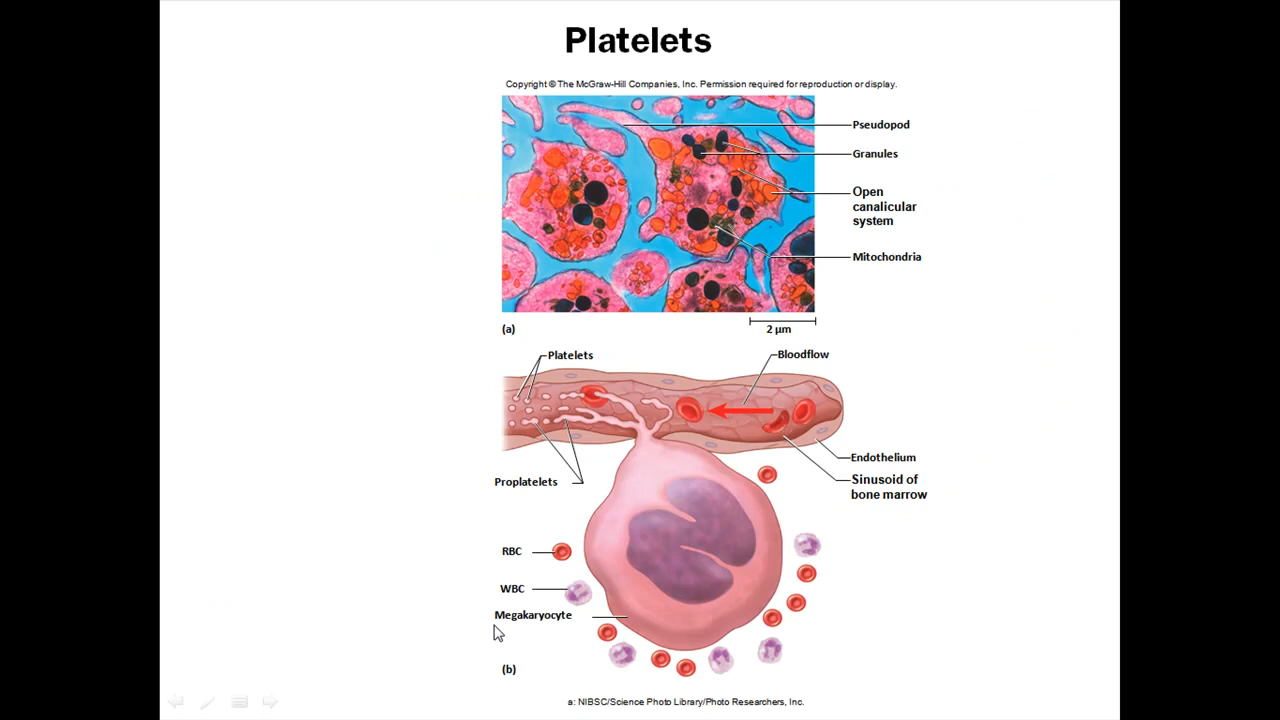 Platelets
Copyright © The McGraw-Hill Companies, Inc. Permission required for reproduction or display.
Pseudopod
Granules
Open
canalicular
system
Mitochondria
(a)
2 µm
Platelets
Bloodflow
Endothelium
Proplatelets
Sinusoid of
bone marrow
RBC
WBC
Megakaryocyte
(b)
a: NIBSC/Science Photo Library/Photo Researchers, Inc.